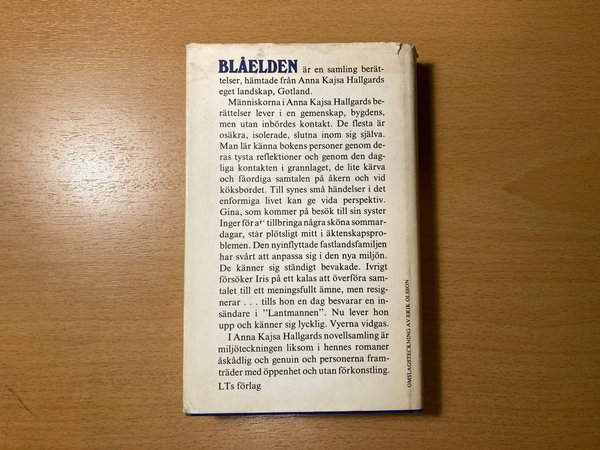 BLÅELDEN är en samling berät-
telser, hämtade från Anna Kajsa Hallgards
eget landskap, Gotland.
Människorna i Anna Kajsa Hallgards be-
rättelser lever i en gemenskap, bygdens,
men utan inbördes kontakt. De flesta är
osäkra, isolerade, slutna inom sig själva.
Man lär känna bokens personer genom de-
ras tysta reflektioner och genom den dag-
liga kontakten i grannlaget, de lite kärva
och fåordiga samtalen på åkern och vid
köksbordet. Till synes små händelser i det
enformiga livet kan ge vida perspektiv.
Gina, som kommer på besök till sin syster
Inger för att tillbringa några sköna sommar-
dagar, står plötsligt mitt i äktenskapspro-
blemen. Den nyinflyttade fastlandsfamiljen
har svårt att anpassa sig i den nya miljön.
De känner sig ständigt bevakade. Ivrigt
försöker Iris på ett kalas att överföra sam-
talet till ett meningsfullt ämne, men resig-
nerar . . . tills hon en dag besvarar en in-
sändare i "Lantmannen". Nu lever hon
upp och känner sig lycklig. Vyerna vidgas.
I Anna Kajsa Hallgards novellsamling är
miljöteckningen liksom i hennes romaner
åskådlig och genuin och personerna fram-
träder med öppenhet och utan förkonstling.
LTs förlag
OMSLAGSTECKNING AV ERIK OLSSON